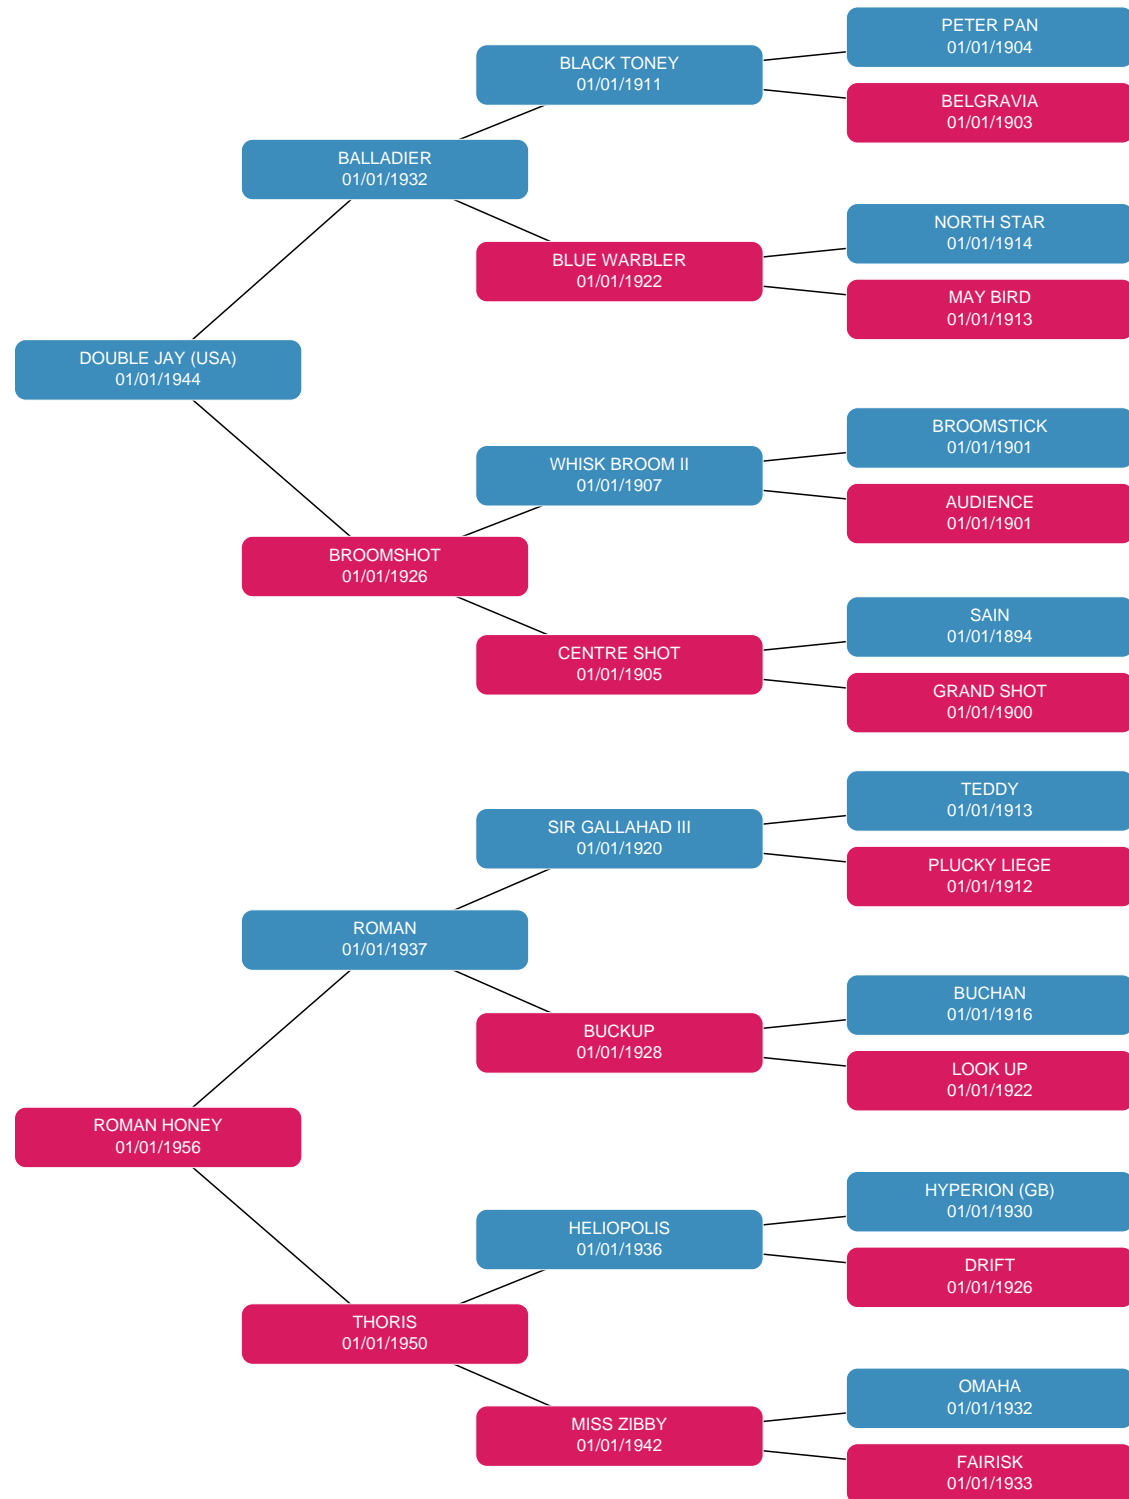 PETER PAN
01/01/1904
BLACK TONEY
01/01/1911
BELGRAVIA
01/01/1903
BALLADIER
01/01/1932
NORTH STAR
01/01/1914
BLUE WARBLER
01/01/1922
MAY BIRD
01/01/1913
DOUBLE JAY (USA)
01/01/1944
BROOMSTICK
01/01/1901
WHISK BROOM II
01/01/1907
AUDIENCE
01/01/1901
BROOMSHOT
01/01/1926
SAIN
01/01/1894
CENTRE SHOT
01/01/1905
GRAND SHOT
01/01/1900
TEDDY
01/01/1913
SIR GALLAHAD III
01/01/1920
PLUCKY LIEGE
01/01/1912
ROMAN
01/01/1937
BUCHAN
01/01/1916
BUCKUP
01/01/1928
LOOK UP
01/01/1922
ROMAN HONEY
01/01/1956
HYPERION (GB)
01/01/1930
HELIOPOLIS
01/01/1936
DRIFT
01/01/1926
THORIS
01/01/1950
OMAHA
01/01/1932
MISS ZIBBY
01/01/1942
FAIRISK
01/01/1933